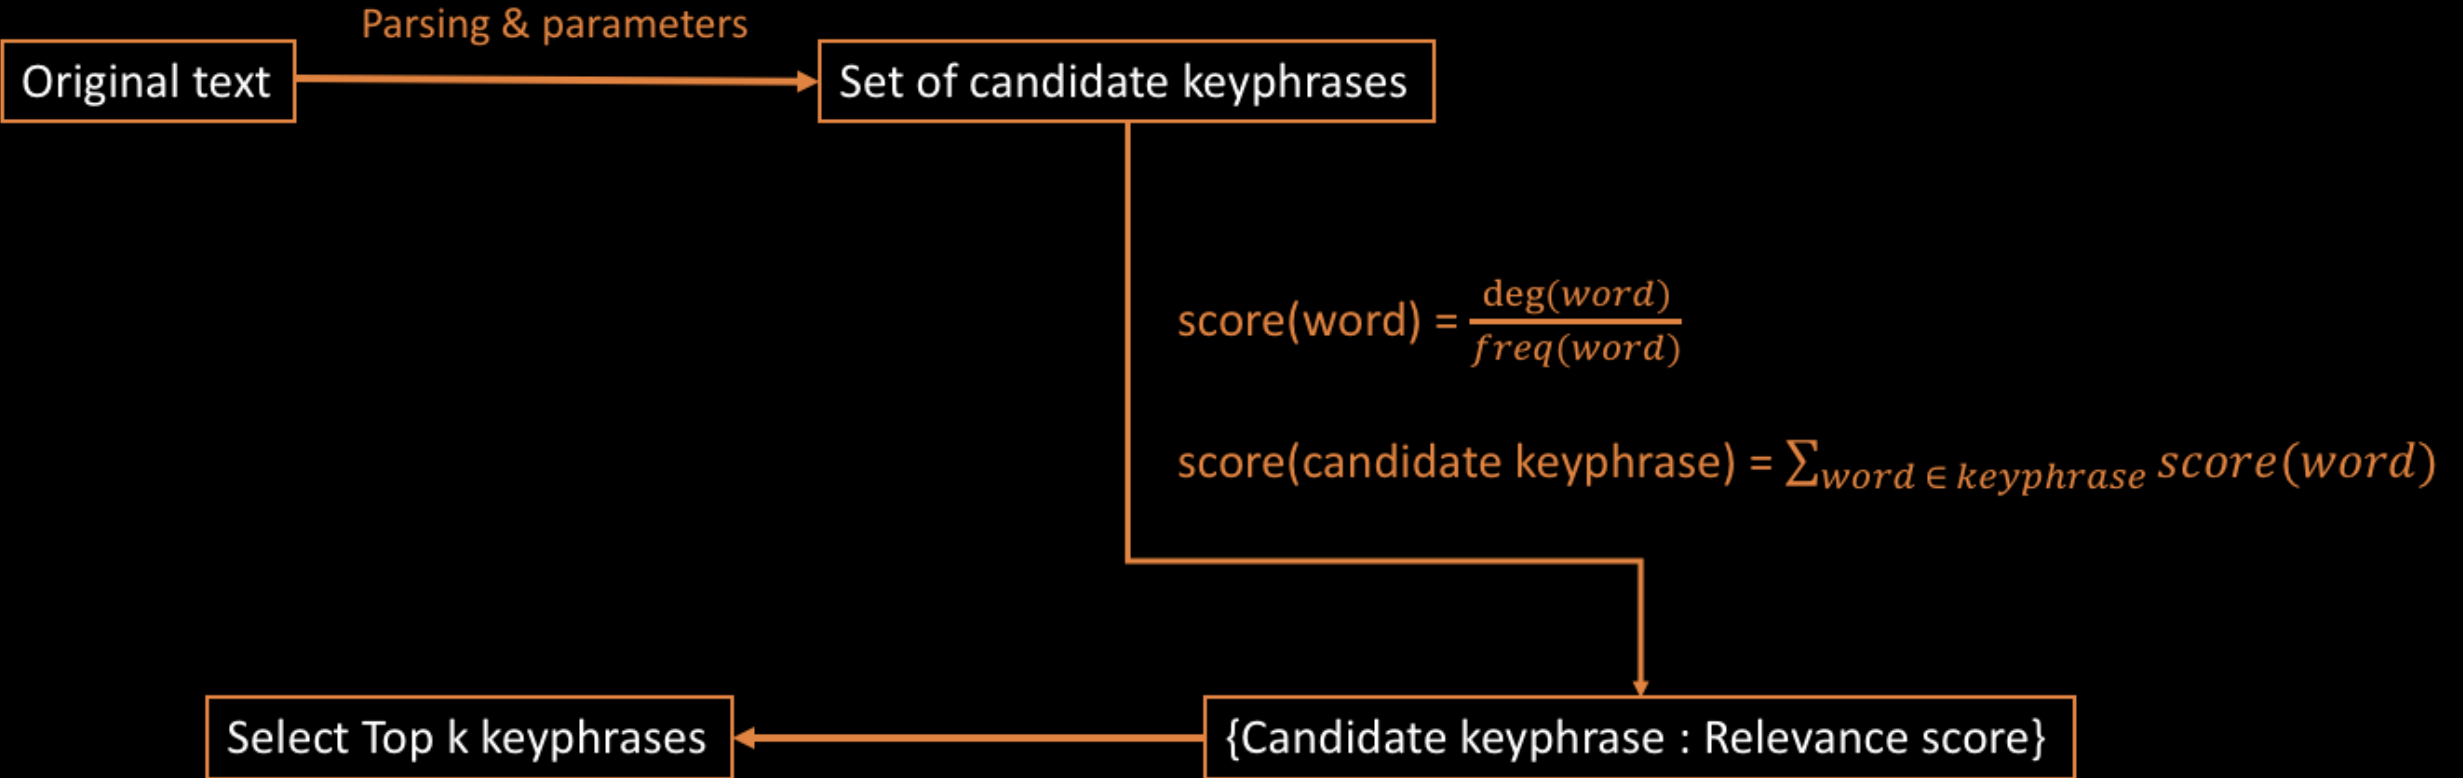 Parsing & parameters
Original text
Set of candidate keyphrases
score(word) = deg(word) / freq(word)
score(candidate keyphrase) = ∑word ∈ keyphrase score(word)
Select Top k keyphrases
{Candidate keyphrase : Relevance score}